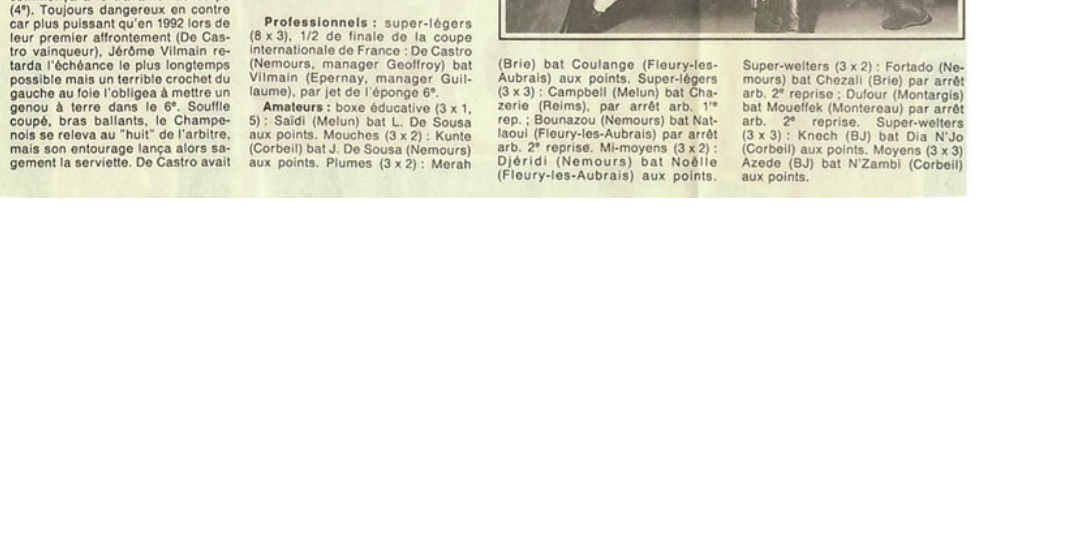 (4e). Toujours dangereux en contre
car plus puissant qu'en 1992 lors de
leur premier affrontement (De Cas-
tro vainqueur), Jérôme Vilmain re-
tarda l'échéance le plus longtemps
possible mais un terrible crochet du
gauche au foie l'obligea à mettre un
genou à terre dans le 6e. Souffle
coupé, bras ballants, le Champe-
nois se releva au "huit" de l'arbitre,
mais son entourage lança alors sa-
gement la serviette. De Castro avait
Professionnels : super-légers
(8 x 3), 1/2 de finale de la coupe
internationale de France : De Castro
(Nemours, manager Geoffroy) bat
Vilmain (Epernay, manager Guil-
laume), par jet de l'éponge 6e.
Amateurs : boxe éducative (3 x 1,
5) : Saïdi (Melun) bat L. De Sousa
aux points. Mouches (3 x 2) : Kunte
(Corbeil) bat J. De Sousa (Nemours)
aux points. Plumes (3 x 2) : Merah
(Brie) bat Coulange (Fleury-les-
Aubrais) aux points. Super-légers
(3 x 3) : Campbell (Melun) bat Cha-
zerie (Reims), par arrêt arb. 1re
rep. ; Bounazou (Nemours) bat Nat-
laoui (Fleury-les-Aubrais) par arrêt
arb. 2e reprise. Mi-moyens (3 x 2) :
Djéridi (Nemours) bat Noëlle
(Fleury-les-Aubrais) aux points.
Super-welters (3 x 2) : Fortado (Ne-
mours) bat Chezali (Brie) par arrêt
arb. 2e reprise ; Dufour (Montargis)
bat Moueffek (Montereau) par arrêt
arb. 2e reprise. Super-welters
(3 x 3) : Knech (BJ) bat Dia N'Jo
(Corbeil) aux points. Moyens (3 x 3)
Azede (BJ) bat N'Zambi (Corbeil)
aux points.